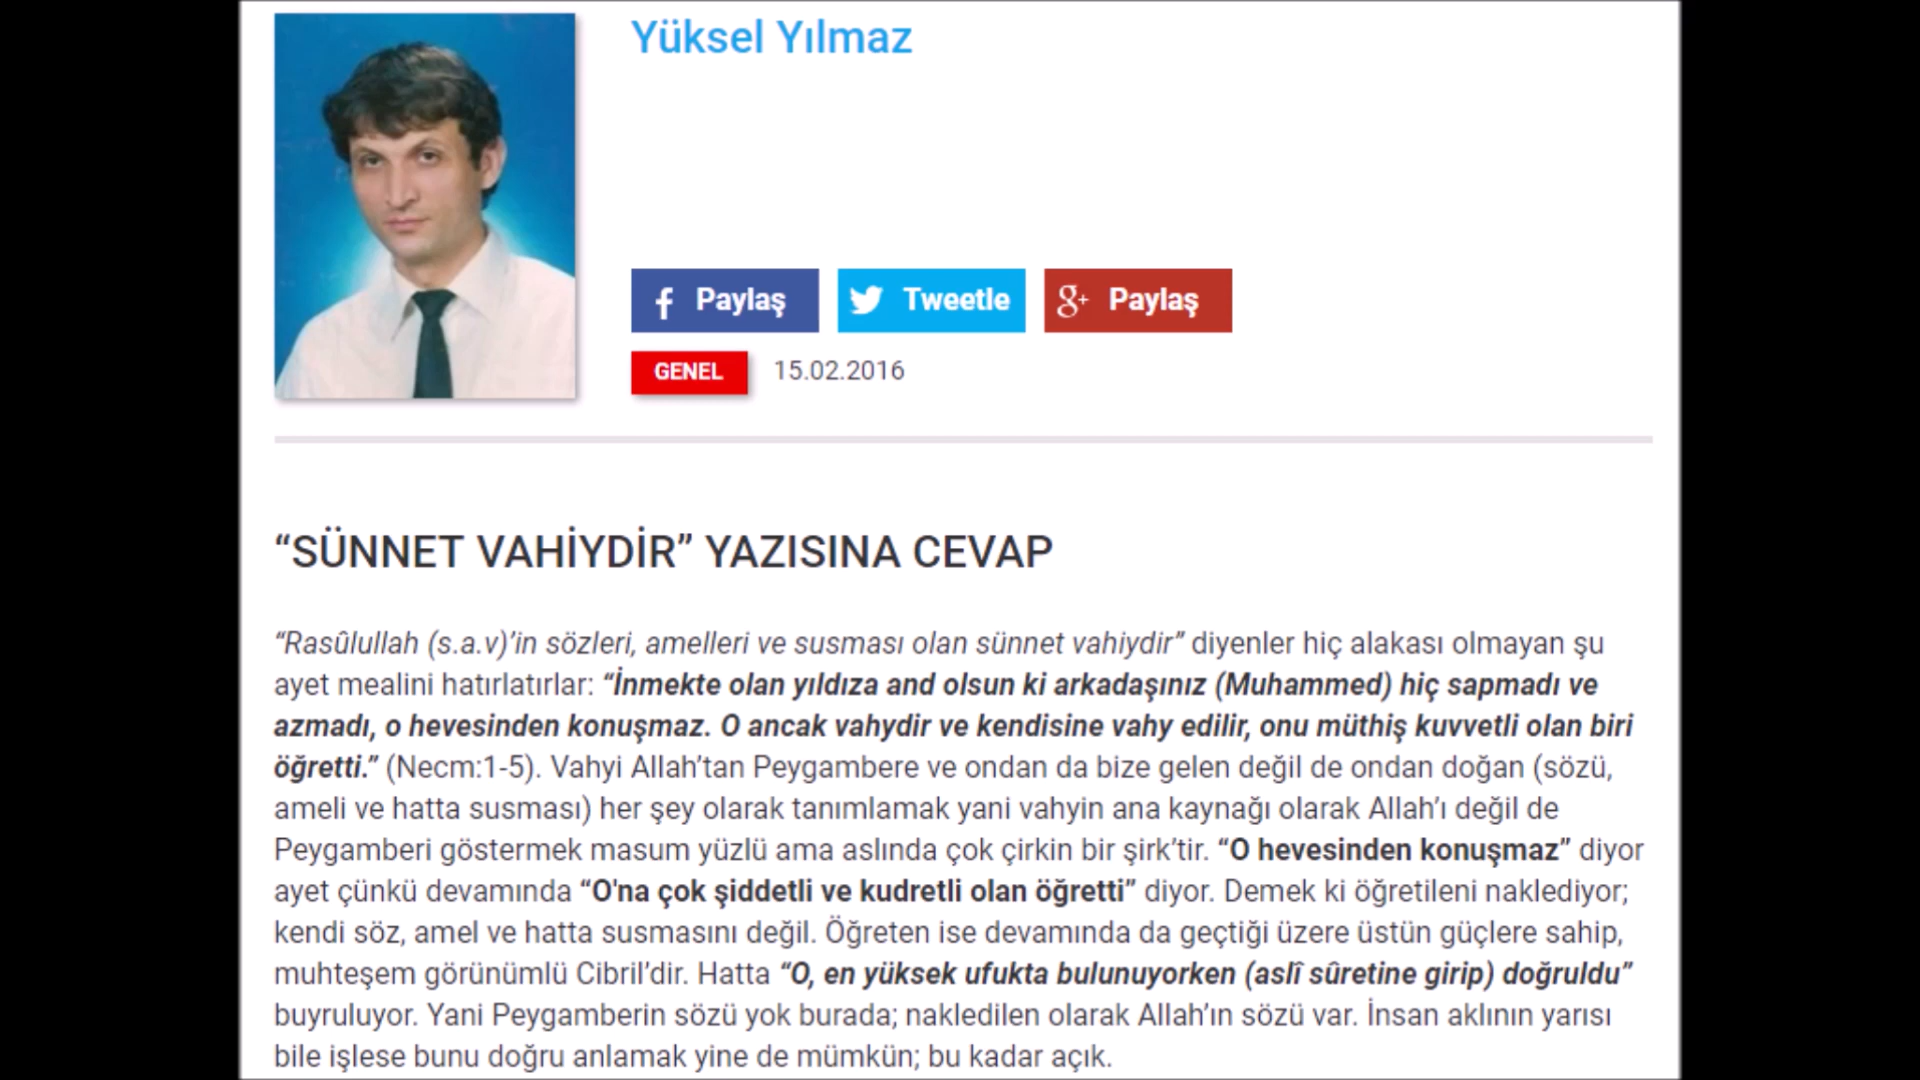 Yüksel Yılmaz
f Paylaş Tweetle g+ Paylaş
GENEL 15.02.2016
“SÜNNET VAHİYDİR” YAZISINA CEVAP
“Rasûlullah (s.a.v)’in sözleri, amelleri ve susması olan sünnet vahiydir” diyenler hiç alakası olmayan şu
ayet mealini hatırlatırlar: “İnmekte olan yıldıza and olsun ki arkadaşınız (Muhammed) hiç sapmadı ve
azmadı, o hevesinden konuşmaz. O ancak vahydir ve kendisine vahy edilir, onu müthiş kuvvetli olan biri
öğretti.” (Necm:1-5). Vahyi Allah’tan Peygambere ve ondan da bize gelen değil de ondan doğan (sözü,
ameli ve hatta susması) her şey olarak tanımlamak yani vahyin ana kaynağı olarak Allah’ı değil de
Peygamberi göstermek masum yüzlü ama aslında çok çirkin bir şirk’tir. “O hevesinden konuşmaz” diyor
ayet çünkü devamında “O'na çok şiddetli ve kudretli olan öğretti” diyor. Demek ki öğretileni naklediyor;
kendi söz, amel ve hatta susmasını değil. Öğreten ise devamında da geçtiği üzere üstün güçlere sahip,
muhteşem görünümlü Cibril’dir. Hatta “O, en yüksek ufukta bulunuyorken (aslî sûretine girip) doğruldu”
buyruluyor. Yani Peygamberin sözü yok burada; nakledilen olarak Allah’ın sözü var. İnsan aklının yarısı
bile işlese bunu doğru anlamak yine de mümkün; bu kadar açık.